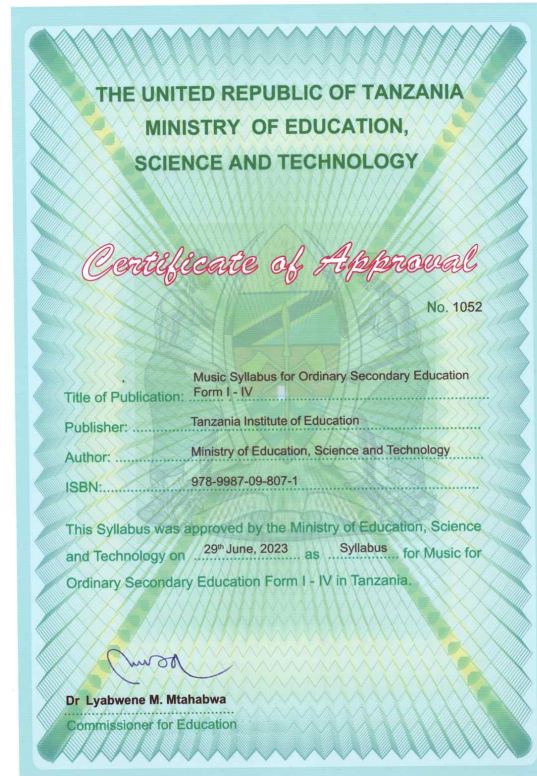 THE UNITED REPUBLIC OF TANZANIA
MINISTRY OF EDUCATION,
SCIENCE AND TECHNOLOGY
Certificate of Approval
No. 1052
Title of Publication: Music Syllabus for Ordinary Secondary Education
Form I - IV
Publisher: Tanzania Institute of Education
Author: Ministry of Education, Science and Technology
ISBN: 978-9987-09-807-1
This Syllabus was approved by the Ministry of Education, Science
and Technology on 29th June, 2023 as Syllabus for Music for
Ordinary Secondary Education Form I - IV in Tanzania.
Dr Lyabwene M. Mtahabwa
Commissioner for Education